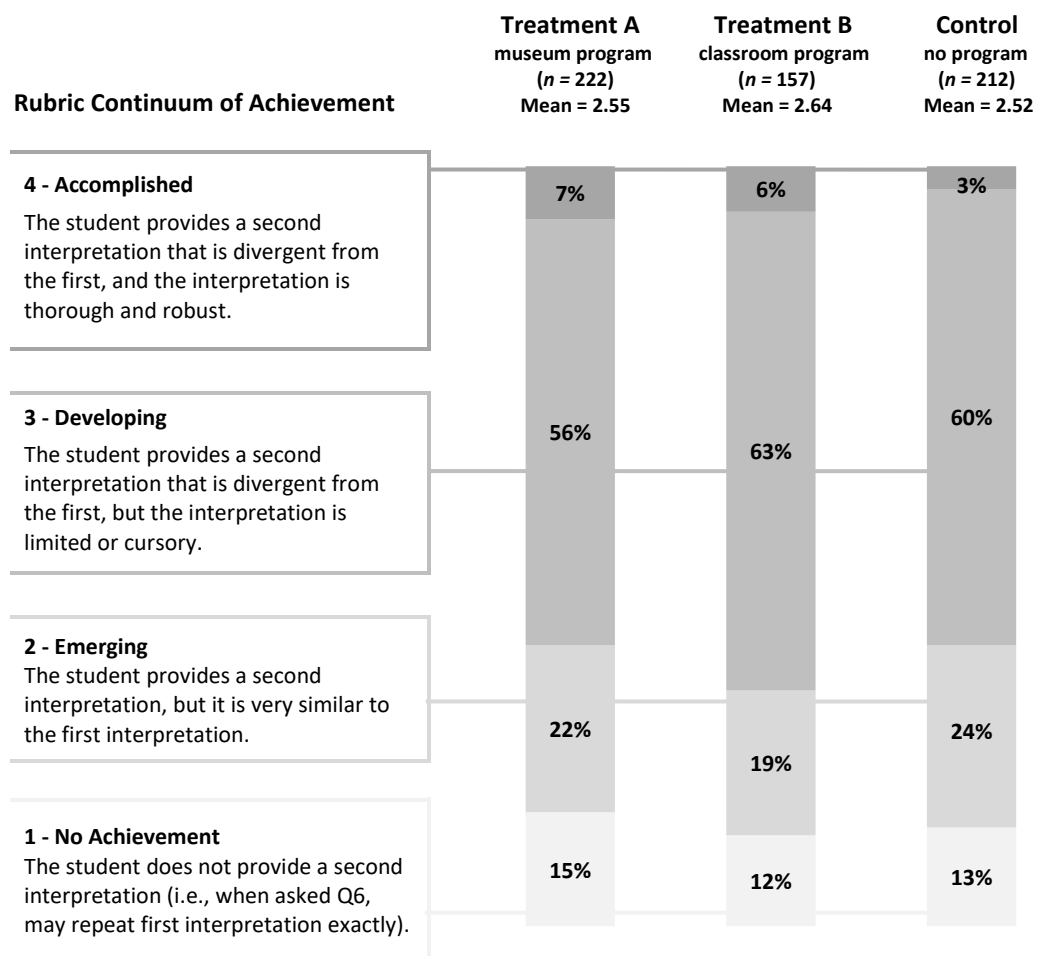 Treatment A
museum program
(n = 222)
Mean = 2.55
Treatment B
classroom program
(n = 157)
Mean = 2.64
Control
no program
(n = 212)
Mean = 2.52
Rubric Continuum of Achievement
4 - Accomplished
The student provides a second
interpretation that is divergent from
the first, and the interpretation is
thorough and robust.
7%
6%
3%
3 - Developing
The student provides a second
interpretation that is divergent from
the first, but the interpretation is
limited or cursory.
56%
63%
60%
2 - Emerging
The student provides a second
interpretation, but it is very similar to
the first interpretation.
22%
19%
24%
1 - No Achievement
The student does not provide a second
interpretation (i.e., when asked Q6,
may repeat first interpretation exactly).
15%
12%
13%